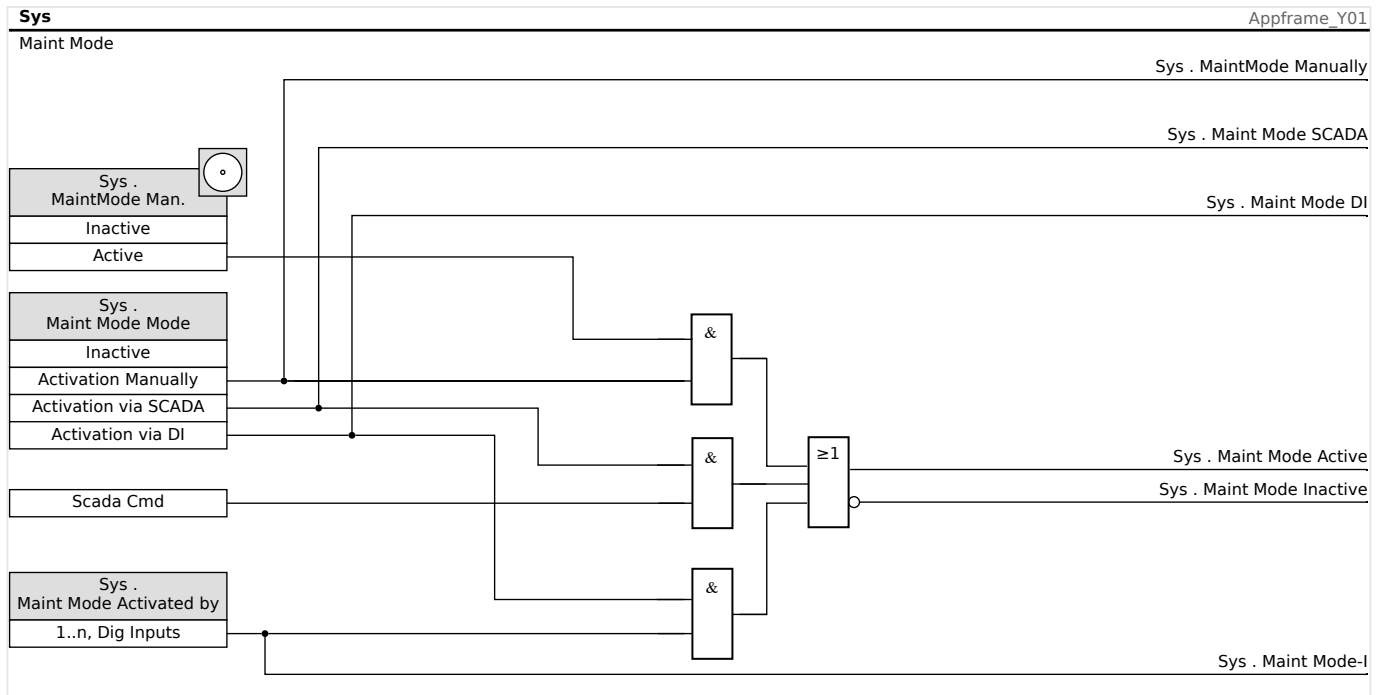 Sys
Appframe_Y01
Maint Mode
Sys . MaintMode Manually
Sys . Maint Mode SCADA
Sys . Maint Mode DI
Sys .
MaintMode Man.
Inactive
Active
Sys .
Maint Mode Mode
Inactive
Activation Manually
Activation via SCADA
Activation via DI
Scada Cmd
Sys .
Maint Mode Activated by
1..n, Dig Inputs
&
&
&
≥1
Sys . Maint Mode Active
Sys . Maint Mode Inactive
Sys . Maint Mode-I